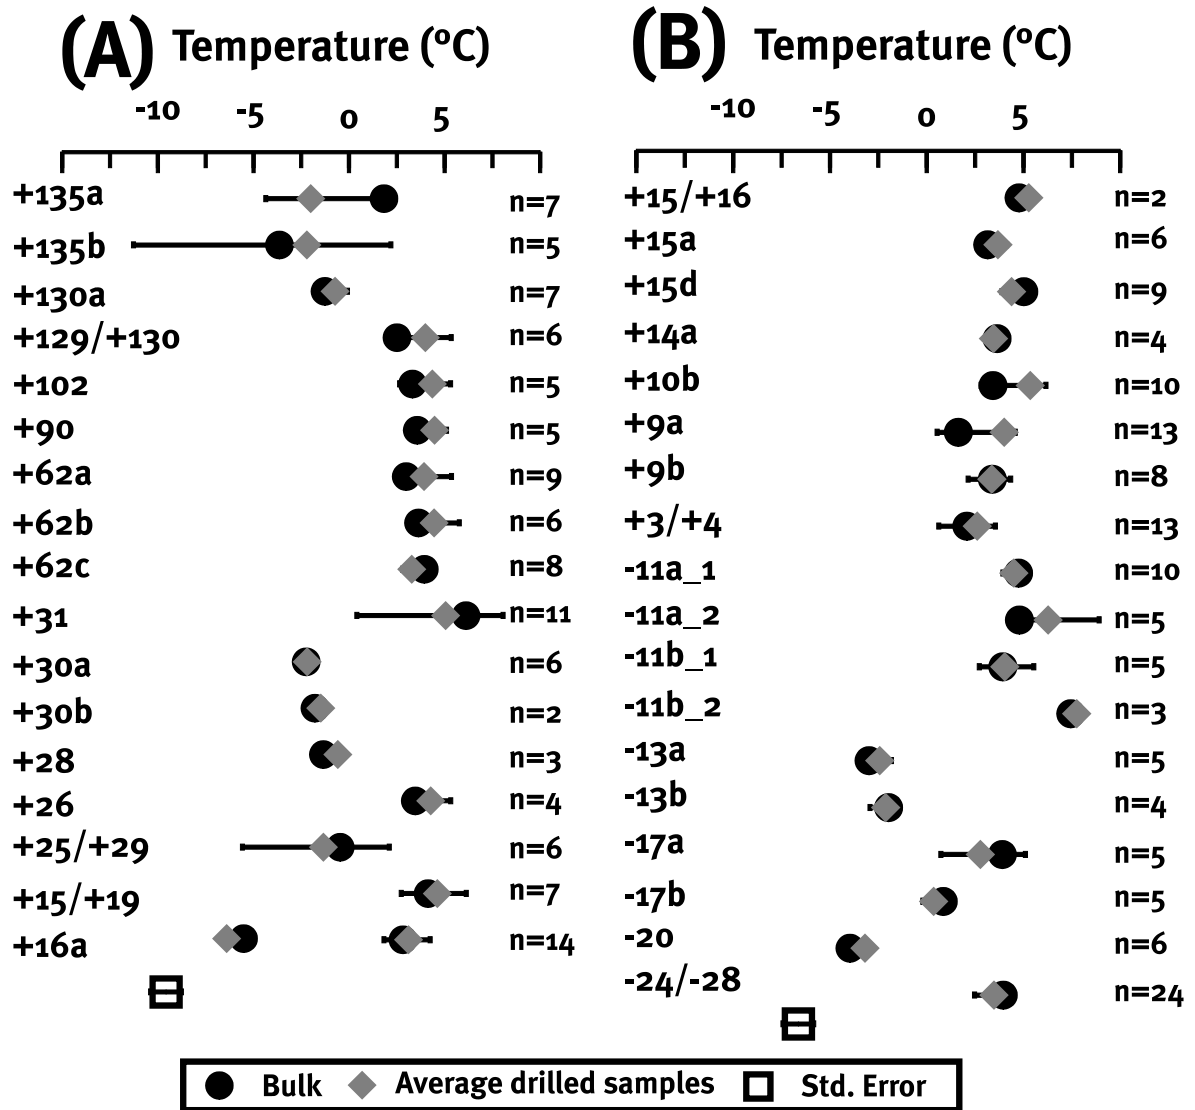 (A) Temperature (ºC)
-10 -5 0 5
+135a n=7
+135b n=5
+130a n=7
+129/+130 n=6
+102 n=5
+90 n=5
+62a n=9
+62b n=6
+62c n=8
+31 n=11
+30a n=6
+30b n=2
+28 n=3
+26 n=4
+25/+29 n=6
+15/+19 n=7
+16a n=14
(B) Temperature (ºC)
-10 -5 0 5
+15/+16 n=2
+15a n=6
+15d n=9
+14a n=4
+10b n=10
+9a n=13
+9b n=8
+3/+4 n=13
-11a_1 n=10
-11a_2 n=5
-11b_1 n=5
-11b_2 n=3
-13a n=5
-13b n=4
-17a n=5
-17b n=5
-20 n=6
-24/-28 n=24
Bulk Average drilled samples Std. Error